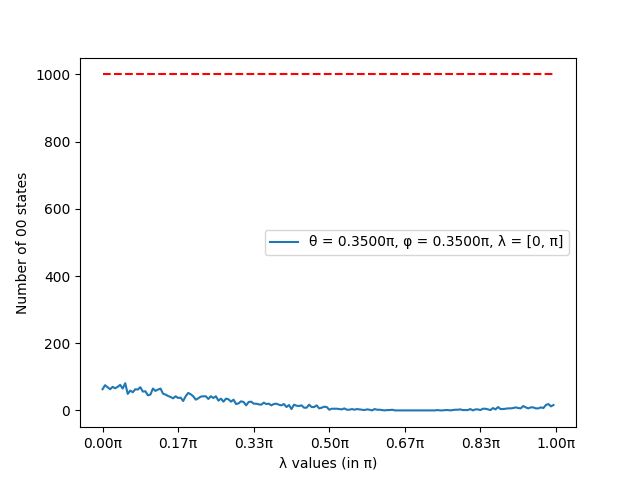 1000
800
600
400
200
0
Number of 00 states
θ = 0.3500π, φ = 0.3500π, λ = [0, π]
0.00π 0.17π 0.33π 0.50π 0.67π 0.83π 1.00π
λ values (in π)